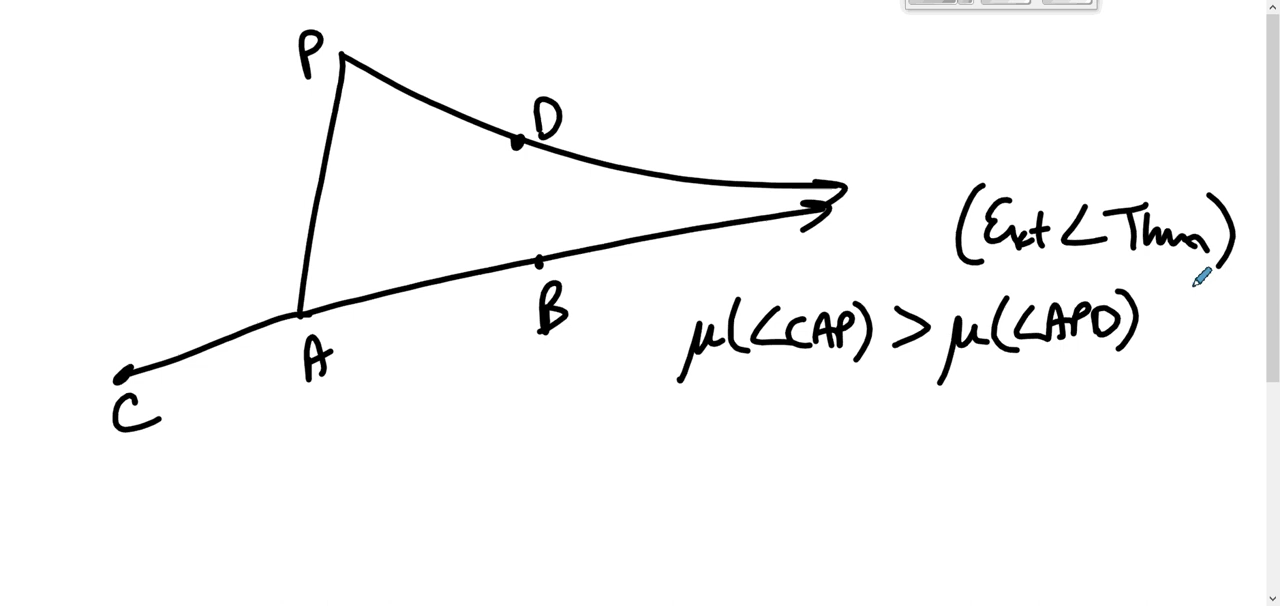 P
D
(Ext ∠ Thm)
B
μ(∠CAP) > μ(∠APD)
A
C